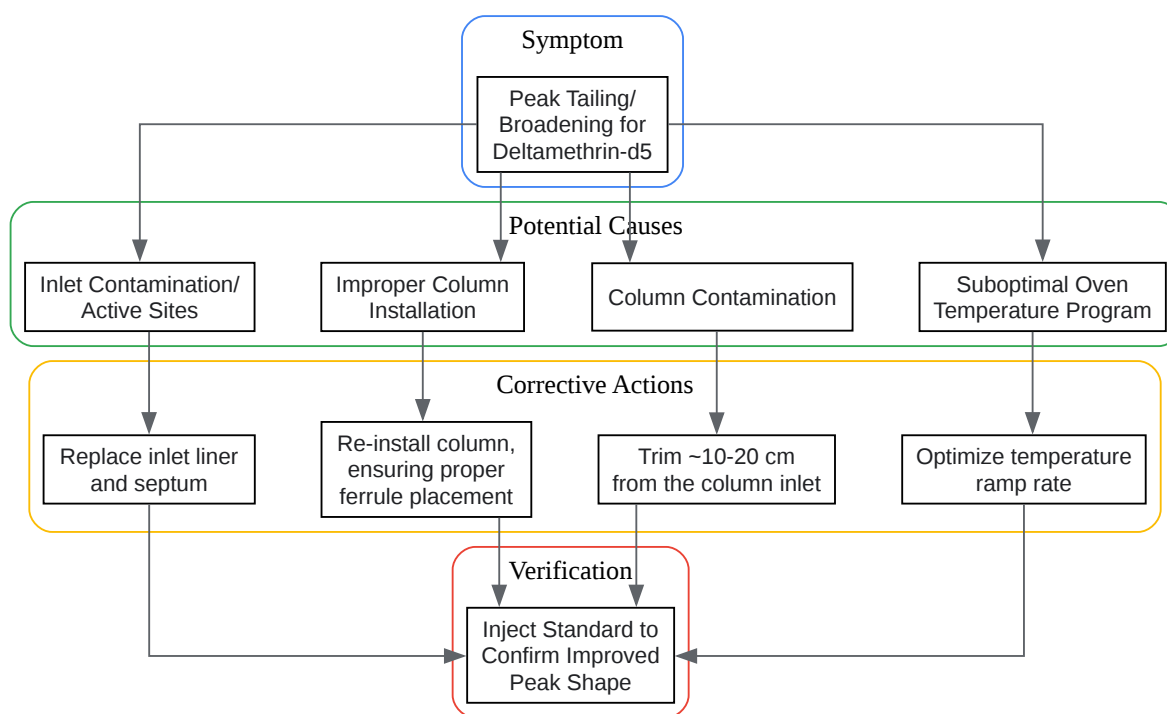 Symptom
Peak Tailing/
Broadening for
Deltamethrin-d5
Potential Causes
Inlet Contamination/
Active Sites
Improper Column
Installation
Column Contamination
Suboptimal Oven
Temperature Program
Corrective Actions
Replace inlet liner
and septum
Re-install column,
ensuring proper
ferrule placement
Trim ~10-20 cm
from the column inlet
Optimize temperature
ramp rate
Verification
Inject Standard to
Confirm Improved
Peak Shape